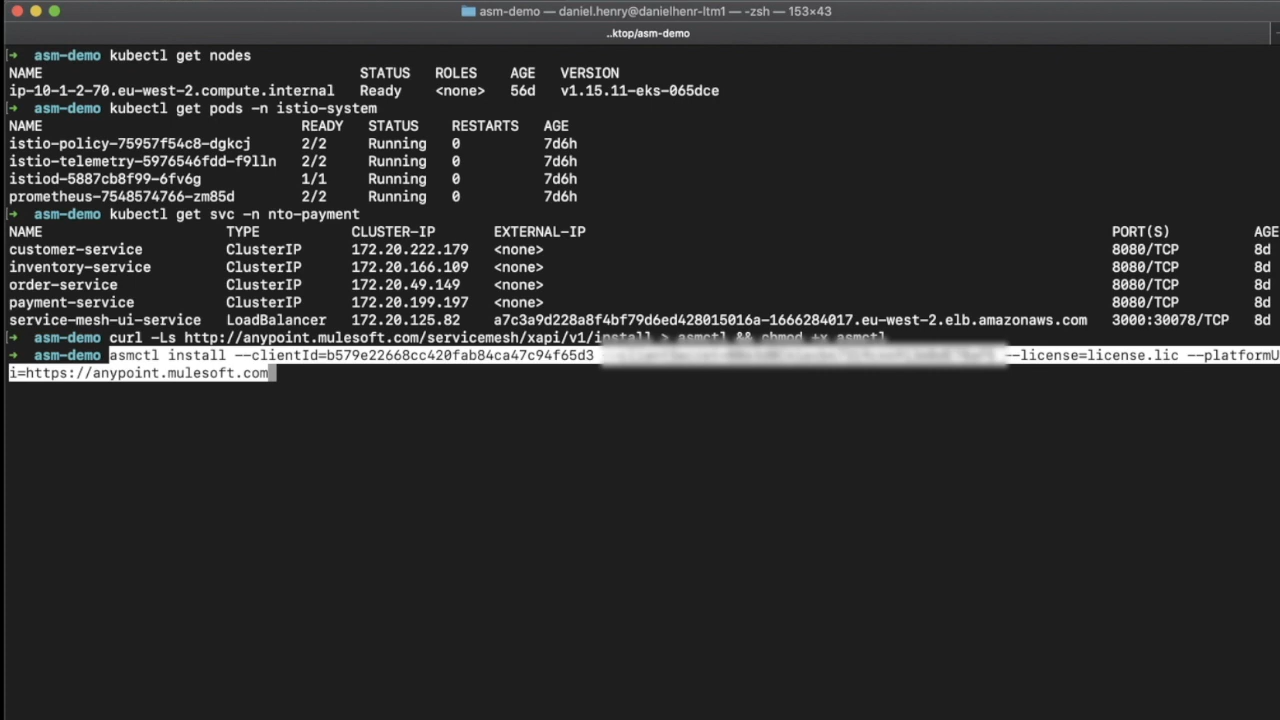 asm-demo — daniel.henry@danielhenr-ltm1 — -zsh — 153×43
..ktop/asm-demo
➜ asm-demo kubectl get nodes
NAME STATUS ROLES AGE VERSION
ip-10-1-2-70.eu-west-2.compute.internal Ready <none> 56d v1.15.11-eks-065dce
➜ asm-demo kubectl get pods -n istio-system
NAME READY STATUS RESTARTS AGE
istio-policy-75957f54c8-dgkcj 2/2 Running 0 7d6h
istio-telemetry-5976546fdd-f9lln 2/2 Running 0 7d6h
istiod-5887cb8f99-6fv6g 1/1 Running 0 7d6h
prometheus-7548574766-zm85d 2/2 Running 0 7d6h
➜ asm-demo kubectl get svc -n nto-payment
NAME TYPE CLUSTER-IP EXTERNAL-IP PORT(S) AGE
customer-service ClusterIP 172.20.222.179 <none> 8080/TCP 8d
inventory-service ClusterIP 172.20.166.109 <none> 8080/TCP 8d
order-service ClusterIP 172.20.49.149 <none> 8080/TCP 8d
payment-service ClusterIP 172.20.199.197 <none> 8080/TCP 8d
service-mesh-ui-service LoadBalancer 172.20.125.82 a7c3a9d228a8f4bf79d6ed428015016a-1666284017.eu-west-2.elb.amazonaws.com 3000:30078/TCP 8d
➜ asm-demo curl -Ls http://anypoint.mulesoft.com/servicemesh/xapi/v1/install > asmctl && chmod +x asmctl
➜ asm-demo asmctl install --clientId=b579e22668cc420fab84ca47c94f65d3 --license=license.lic --platformU
i=https://anypoint.mulesoft.com